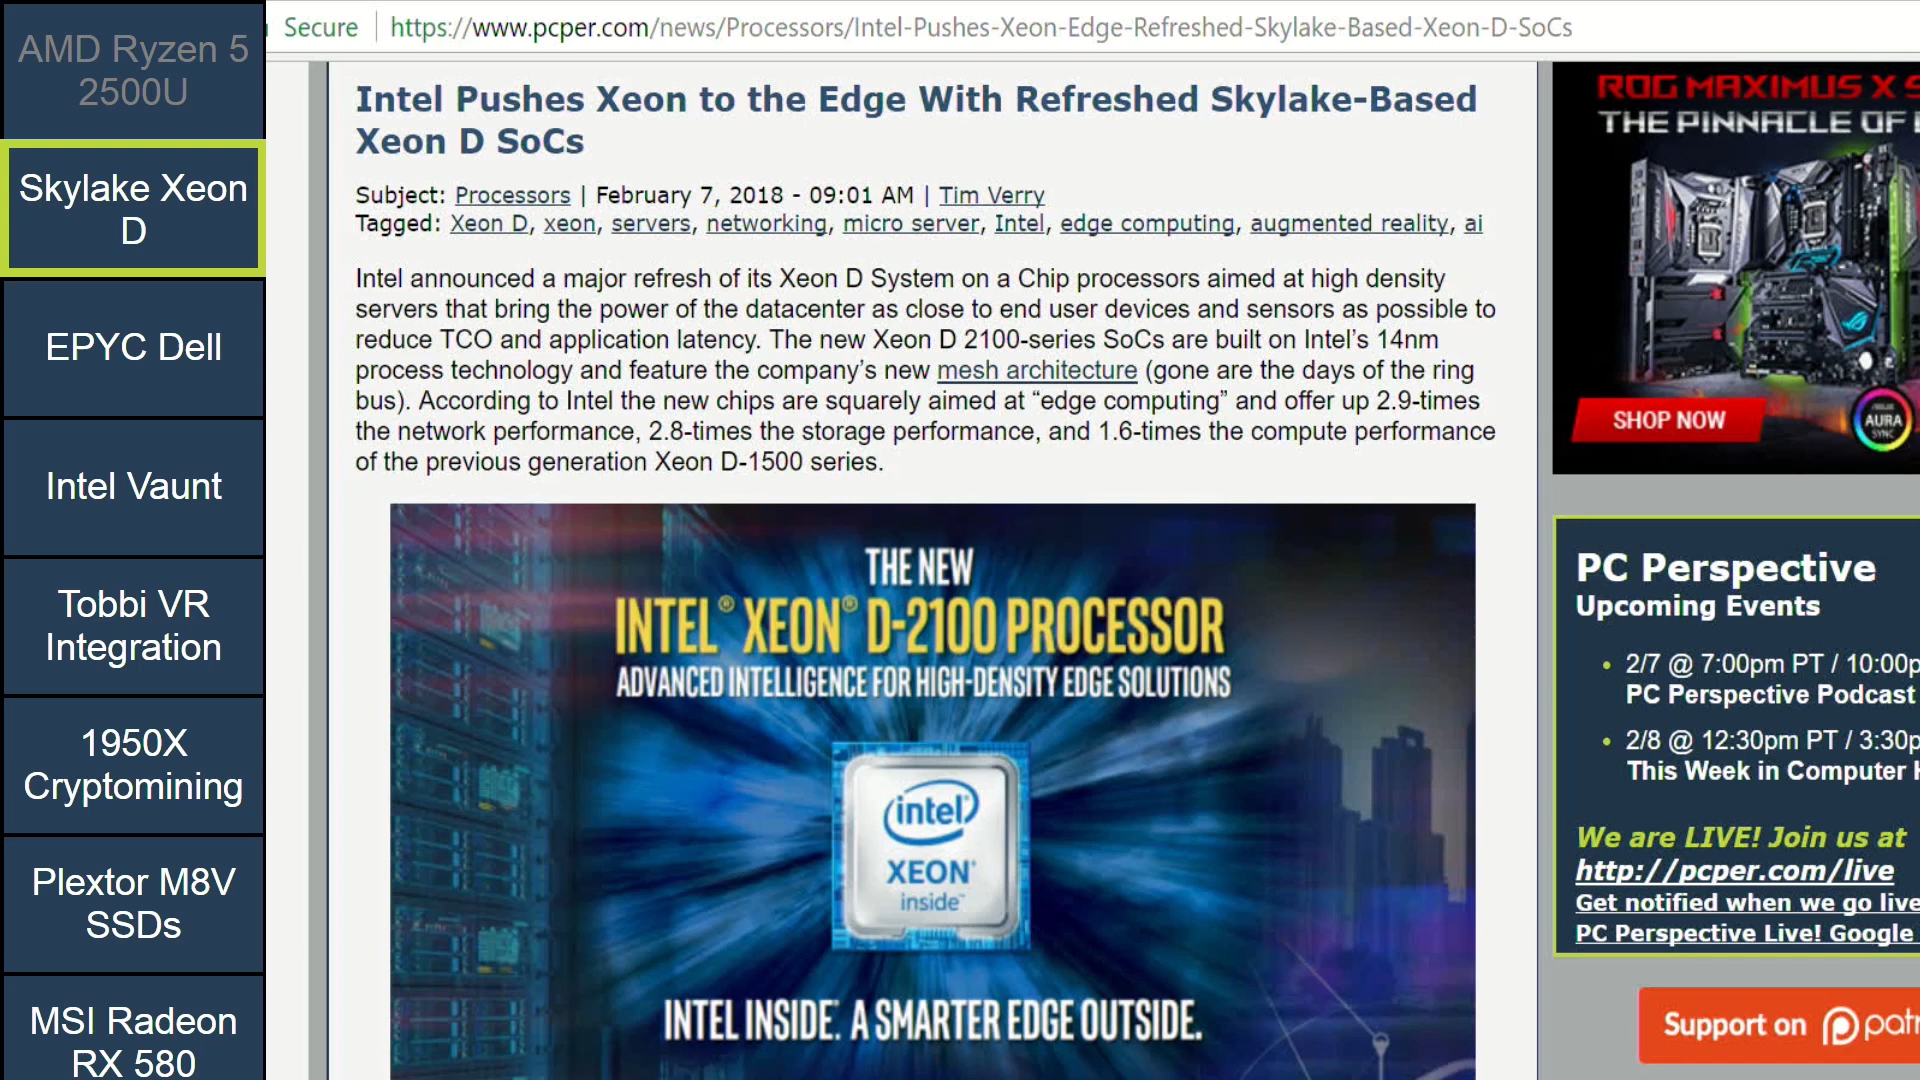 AMD Ryzen 5
2500U
Skylake Xeon
D
EPYC Dell
Intel Vaunt
Tobbi VR
Integration
1950X
Cryptomining
Plextor M8V
SSDs
MSI Radeon
RX 580
Secure
https://www.pcper.com/news/Processors/Intel-Pushes-Xeon-Edge-Refreshed-Skylake-Based-Xeon-D-SoCs
Intel Pushes Xeon to the Edge With Refreshed Skylake-Based
Xeon D SoCs
Subject: Processors | February 7, 2018 - 09:01 AM | Tim Verry
Tagged: Xeon D, xeon, servers, networking, micro server, Intel, edge computing, augmented reality, ai
Intel announced a major refresh of its Xeon D System on a Chip processors aimed at high density
servers that bring the power of the datacenter as close to end user devices and sensors as possible to
reduce TCO and application latency. The new Xeon D 2100-series SoCs are built on Intel’s 14nm
process technology and feature the company’s new mesh architecture (gone are the days of the ring
bus). According to Intel the new chips are squarely aimed at “edge computing” and offer up 2.9-times
the network performance, 2.8-times the storage performance, and 1.6-times the compute performance
of the previous generation Xeon D-1500 series.
THE NEW
INTEL® XEON® D-2100 PROCESSOR
ADVANCED INTELLIGENCE FOR HIGH-DENSITY EDGE SOLUTIONS
intel®
XEON®
inside™
INTEL INSIDE®. A SMARTER EDGE OUTSIDE.
ROG MAXIMUS X S
THE PINNACLE OF
SHOP NOW
AURA
SYNC
PC Perspective
Upcoming Events
2/7 @ 7:00pm PT / 10:00p
PC Perspective Podcast
2/8 @ 12:30pm PT / 3:30p
This Week in Computer
We are LIVE! Join us at
http://pcper.com/live
Get notified when we go live
PC Perspective Live! Google
Support on patr